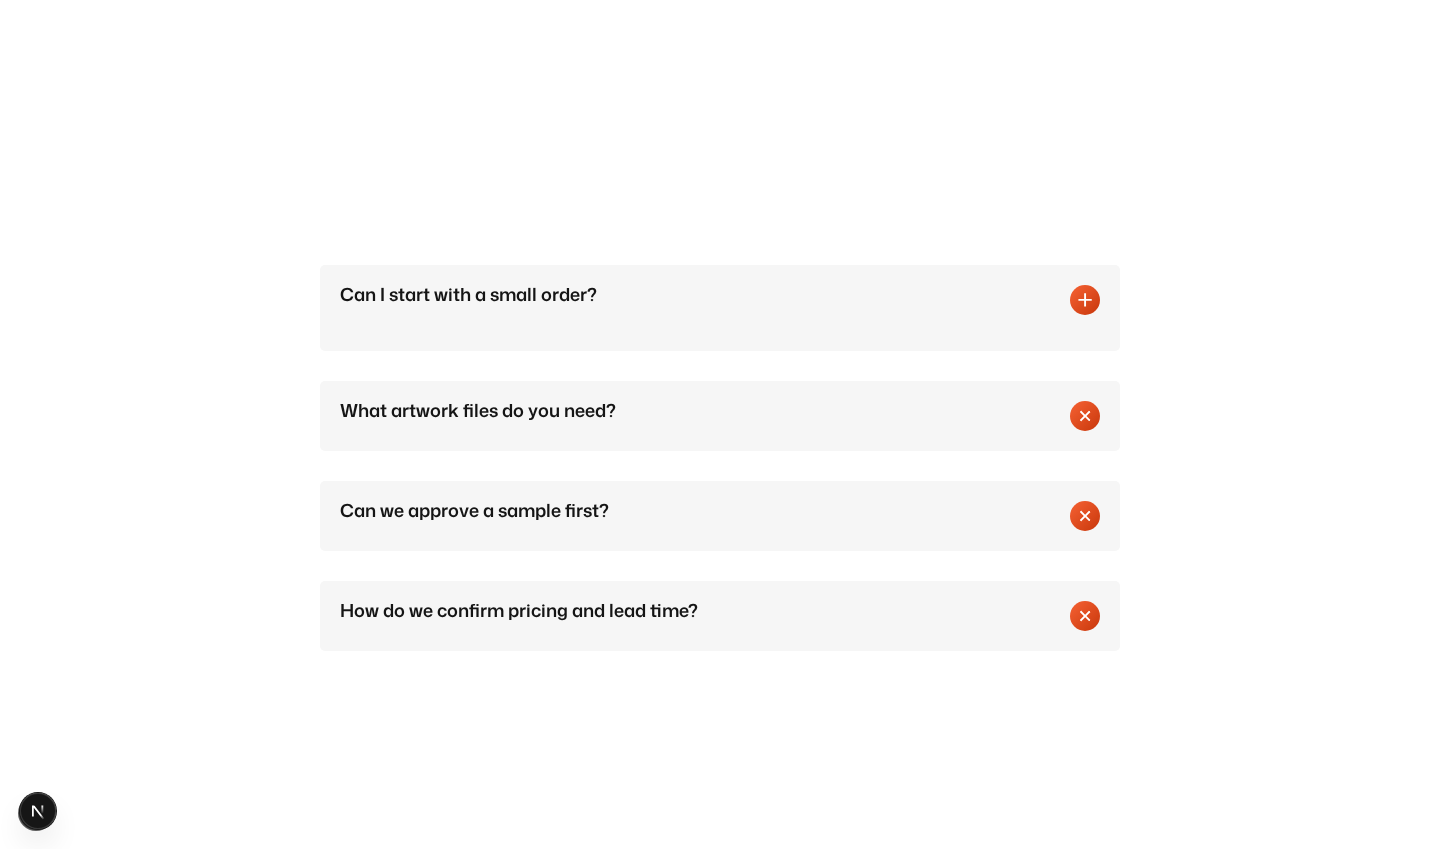 Can I start with a small order?
What artwork files do you need?
Can we approve a sample first?
How do we confirm pricing and lead time?
N